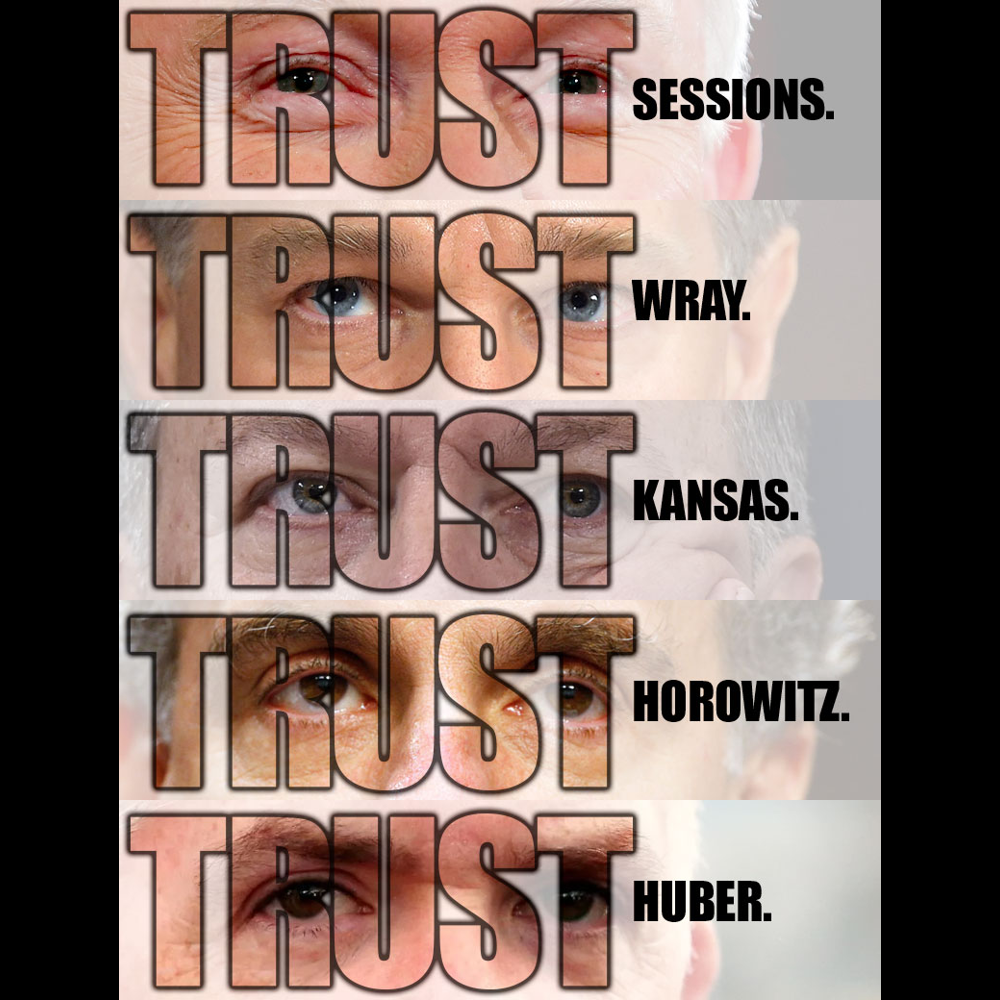 TRUST SESSIONS.
TRUST WRAY.
TRUST KANSAS.
TRUST HOROWITZ.
TRUST HUBER.